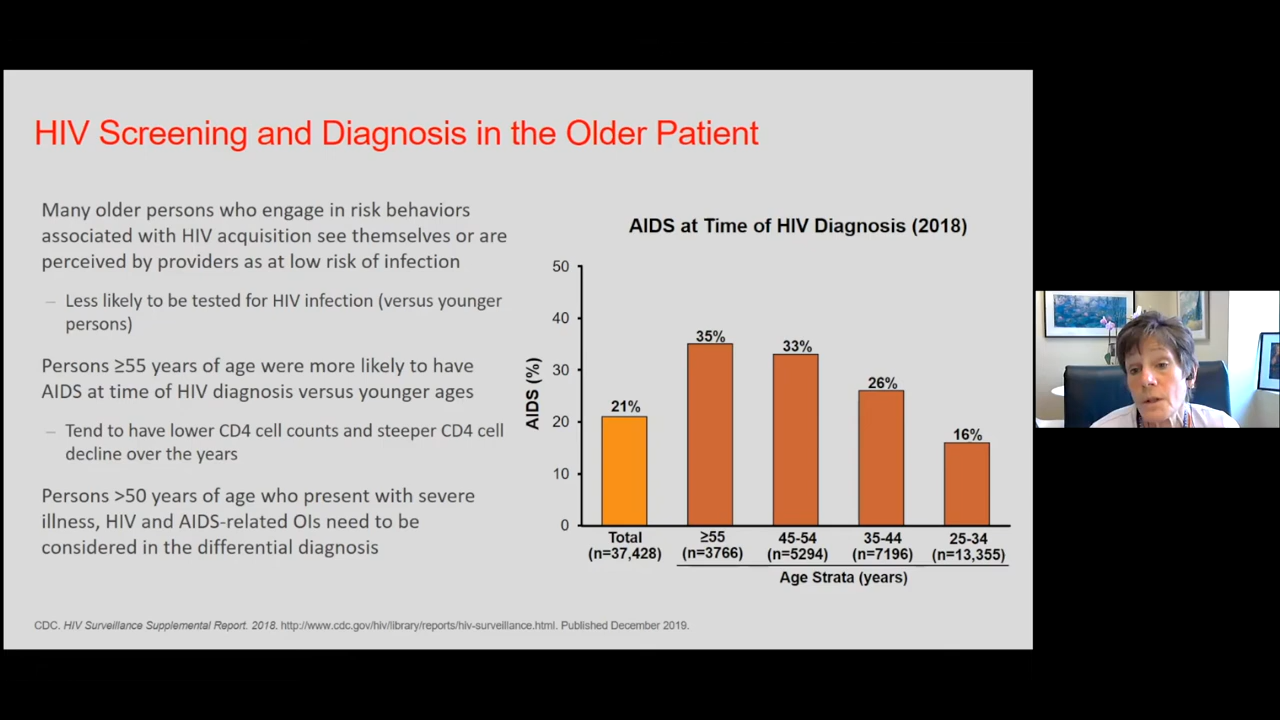 HIV Screening and Diagnosis in the Older Patient
Many older persons who engage in risk behaviors
associated with HIV acquisition see themselves or are
perceived by providers as at low risk of infection
– Less likely to be tested for HIV infection (versus younger
persons)
Persons ≥55 years of age were more likely to have
AIDS at time of HIV diagnosis versus younger ages
– Tend to have lower CD4 cell counts and steeper CD4 cell
decline over the years
Persons >50 years of age who present with severe
illness, HIV and AIDS-related OIs need to be
considered in the differential diagnosis
AIDS at Time of HIV Diagnosis (2018)
AIDS (%)
50
40
30
20
10
0
21%
35%
33%
26%
16%
Total
(n=37,428)
≥55
(n=3766)
45-54
(n=5294)
35-44
(n=7196)
25-34
(n=13,355)
Age Strata (years)
CDC. HIV Surveillance Supplemental Report. 2018. http://www.cdc.gov/hiv/library/reports/hiv-surveillance.html. Published December 2019.